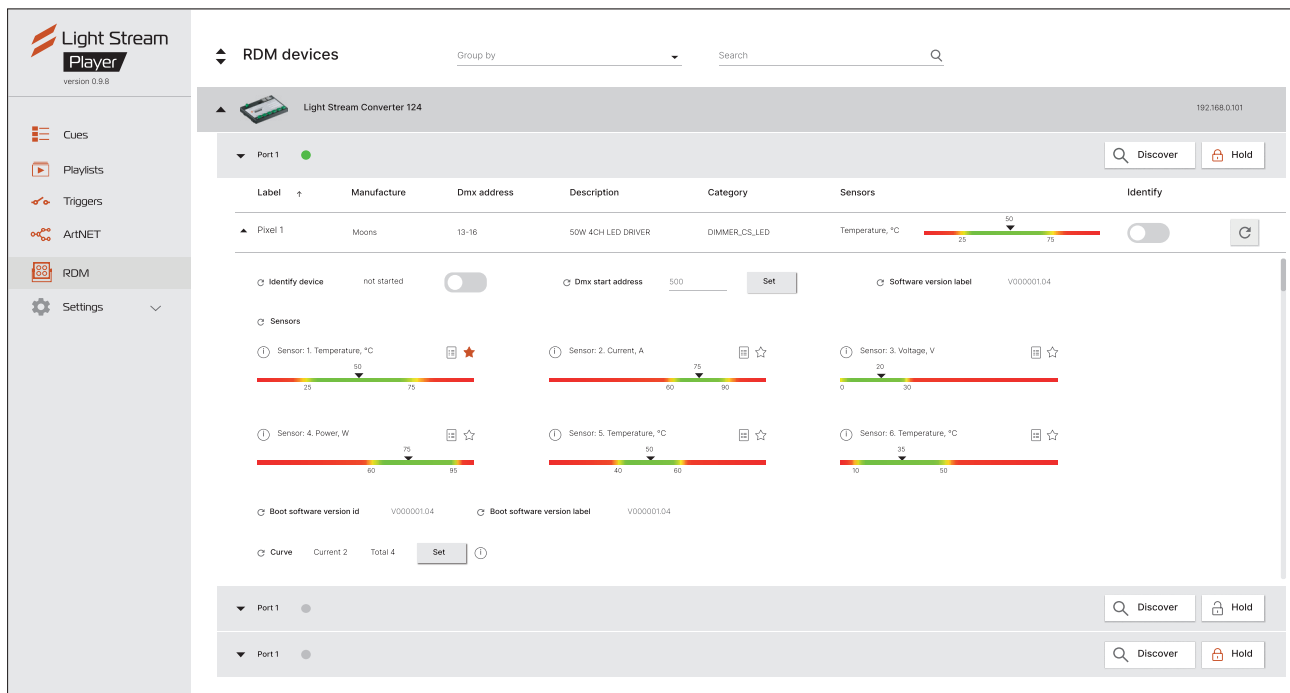 Light Stream
Player
version 0.9.8
Cues
Playlists
Triggers
ArtNET
RDM
Settings
RDM devices
Group by
Search
Light Stream Converter 124
192.168.0.101
Port 1
Discover
Hold
Label Manufacture Dmx address Description Category Sensors Identify
Pixel 1 Moons 13-16 50W 4CH LED DRIVER DIMMER_CS_LED Temperature, °C
50
25 75
Identify device not started Dmx start address 500 Set Software version label V000001.04
Sensors
Sensor: 1. Temperature, °C Sensor: 2. Current, A Sensor: 3. Voltage, V
50 75 20
25 75 60 90 0 30
Sensor: 4. Power, W Sensor: 5. Temperature, °C Sensor: 6. Temperature, °C
75 50 35
60 95 40 60 10 50
Boot software version id V000001.04 Boot software version label V000001.04
Curve Current 2 Total 4 Set
Port 1 Discover Hold
Port 1 Discover Hold